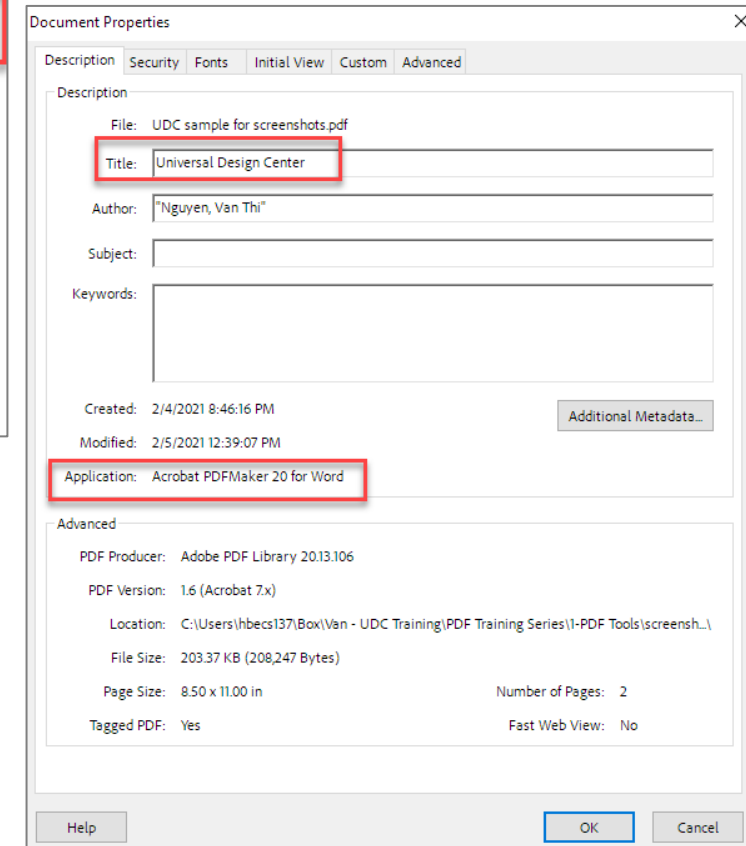 Document Properties
Description Security Fonts Initial View Custom Advanced
Description
File: UDC sample for screenshots.pdf
Title: Universal Design Center
Author: "Nguyen, Van Thi"
Subject:
Keywords:
Created: 2/4/2021 8:46:16 PM
Additional Metadata...
Modified: 2/5/2021 12:39:07 PM
Application: Acrobat PDFMaker 20 for Word
Advanced
PDF Producer: Adobe PDF Library 20.13.106
PDF Version: 1.6 (Acrobat 7.x)
Location: C:\Users\hbecs137\Box\Van - UDC Training\PDF Training Series\1-PDF Tools\screensh...\
File Size: 203.37 KB (208,247 Bytes)
Page Size: 8.50 x 11.00 in Number of Pages: 2
Tagged PDF: Yes Fast Web View: No
Help OK Cancel